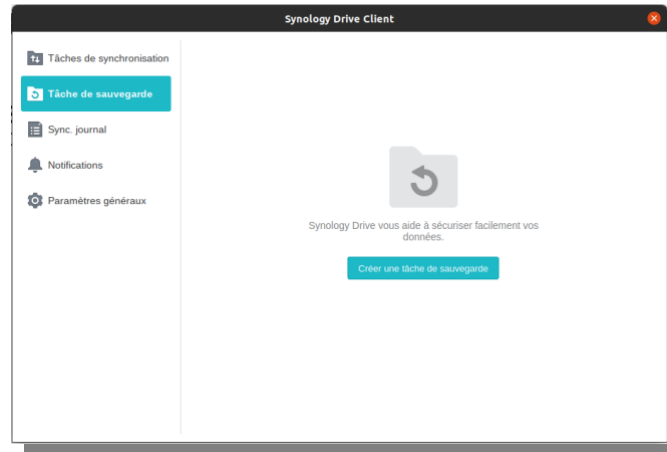 Synology Drive Client
Tâches de synchronisation
Tâche de sauvegarde
Sync. journal
Notifications
Paramètres généraux
Synology Drive vous aide à sécuriser facilement vos
données.
Créer une tâche de sauvegarde